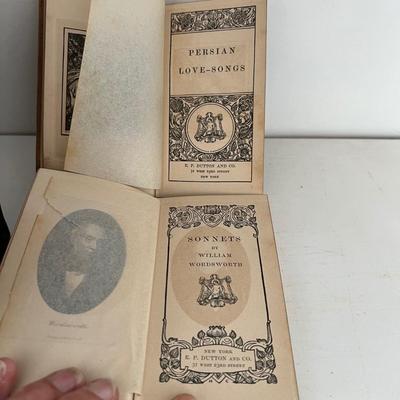 PERSIAN
LOVE-SONGS
E. P. DUTTON AND CO.
31 WEST 23RD STREET
NEW YORK
SONNETS
BY
WILLIAM
WORDSWORTH
NEW YORK
E. P. DUTTON AND CO.
31 WEST 23RD STREET
Wordsworth.